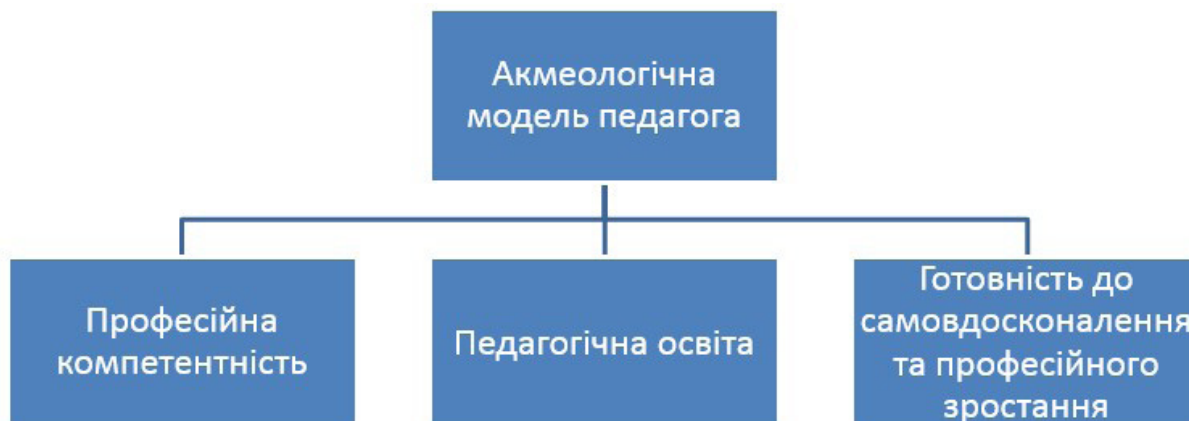 Акмеологічна
модель педагога
Професійна
компетентність
Педагогічна освіта
Готовність до
самовдосконалення
та професійного
зростання